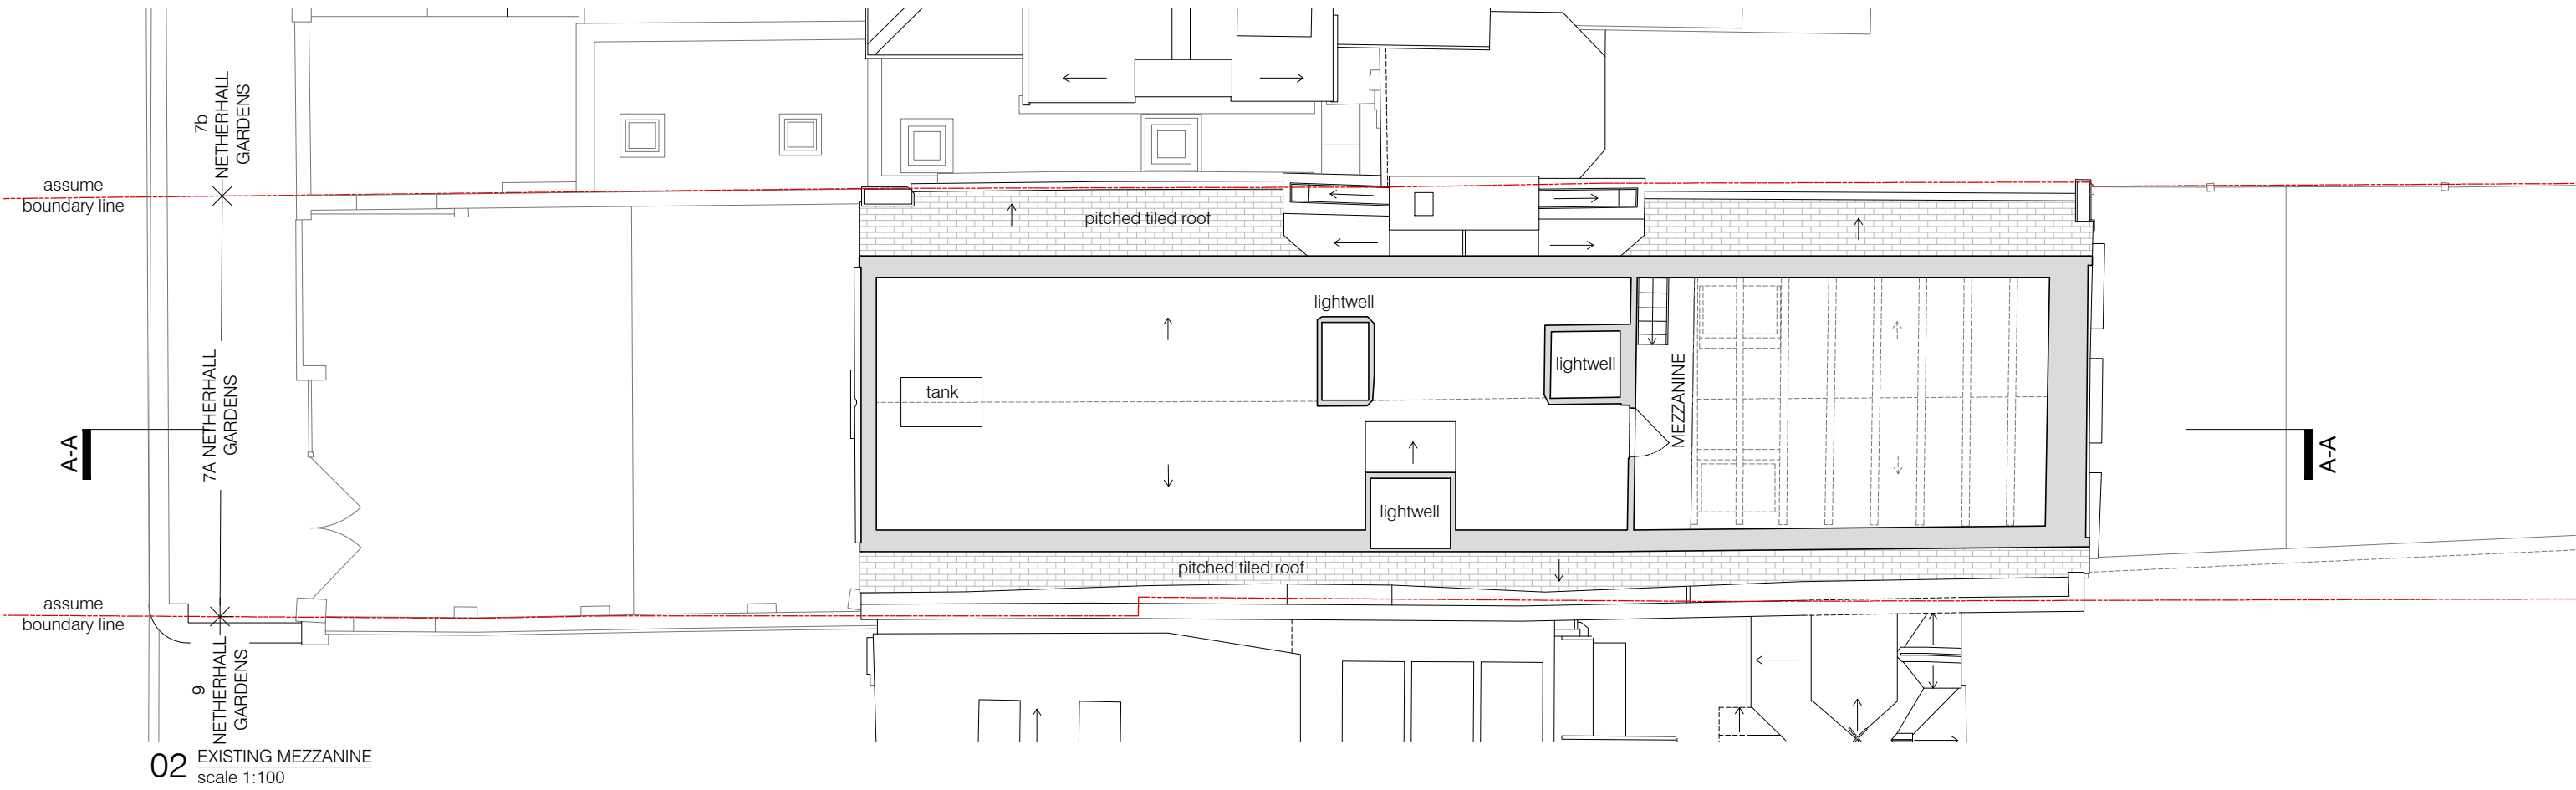 7b
NETHERHALL
GARDENS
assume
boundary line
pitched tiled roof
lightwell
lightwell
tank
MEZZANINE
7A NETHERHALL
GARDENS
A-A
A-A
lightwell
pitched tiled roof
assume
boundary line
9
NETHERHALL
GARDENS
02 EXISTING MEZZANINE
scale 1:100